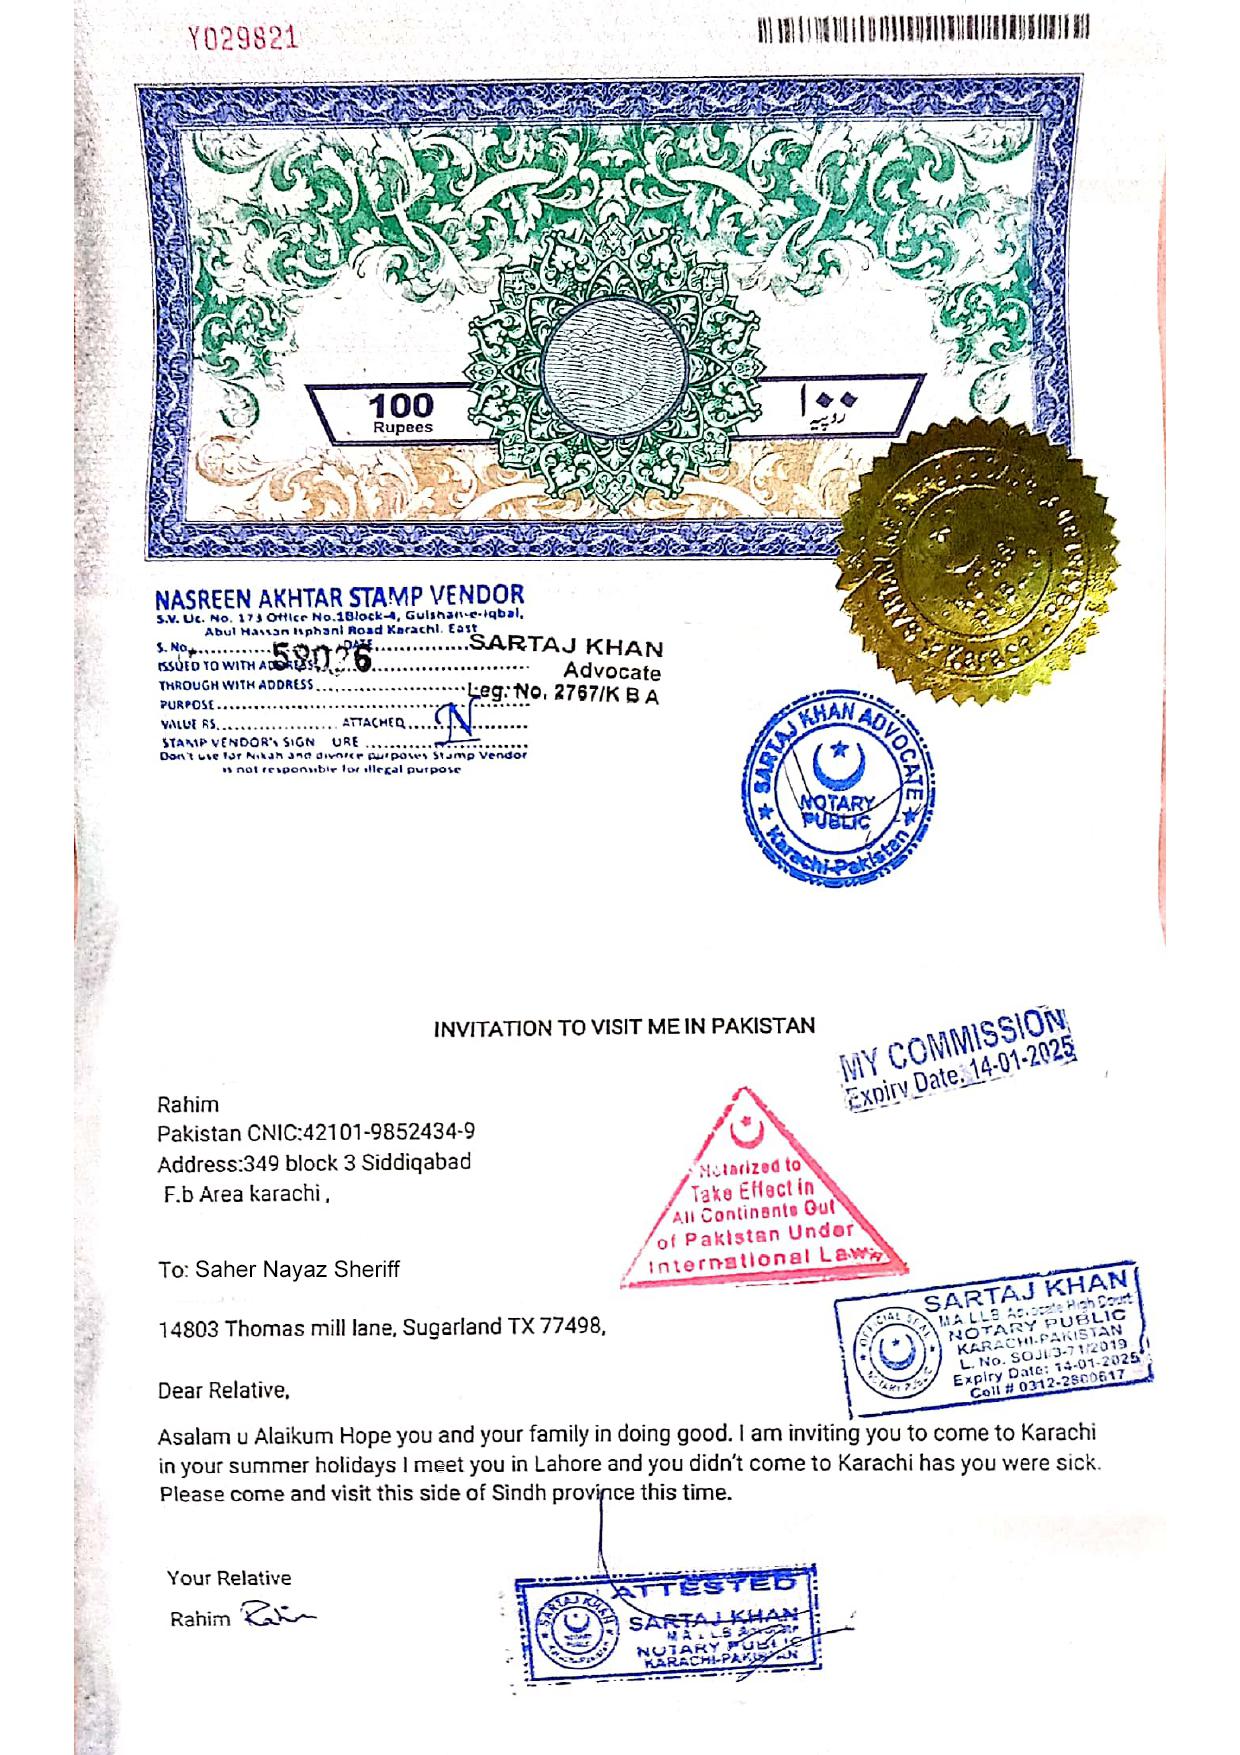 Y029821
100
Rupees
۱۰۰
روپیہ
NASREEN AKHTAR STAMP VENDOR
S.V. Lic. No. 173 Office No.1Block-4, Gulshan-e-Iqbal,
Abul Hassan Isphani Road Karachi. East
S. No. DATE
58026
ISSUED TO WITH ADDRESS
THROUGH WITH ADDRESS
PURPOSE
VALUE RS. ATTACHED
STAMP VENDOR's SIGN URE
Don't use for Nikah and divorce purposes Stump Vendor
is not responsible for illegal purpose
SARTAJ KHAN
Advocate
Leg: No. 2767/K B A
SARTAJ KHAN ADVOCATE
NOTARY
PUBLIC
Karachi-Pakistan
INVITATION TO VISIT ME IN PAKISTAN
MY COMMISSION
Expiry Date. 14-01-2025
Rahim
Pakistan CNIC:42101-9852434-9
Address:349 block 3 Siddiqabad
F.b Area karachi ,
Notarized to
Take Effect in
All Continents Out
of Pakistan Under
International Law
To: Saher Nayaz Sheriff
14803 Thomas mill lane, Sugarland TX 77498,
SARTAJ KHAN
MA LLB Advocate High Court
NOTARY PUBLIC
KARACHI-PAKISTAN
L. No. SOJI/3-71/2019
Expiry Date: 14-01-2025
Coll # 0312-2800617
OFFICIAL SEAL
NOTARY PUBLIC
Dear Relative,
Asalam u Alaikum Hope you and your family in doing good. I am inviting you to come to Karachi
in your summer holidays I meet you in Lahore and you didn't come to Karachi has you were sick.
Please come and visit this side of Sindh province this time.
Your Relative
Rahim
ATTESTED
SARTAJ KHAN
NOTARY PUBLIC
KARACHI-PAKISTAN